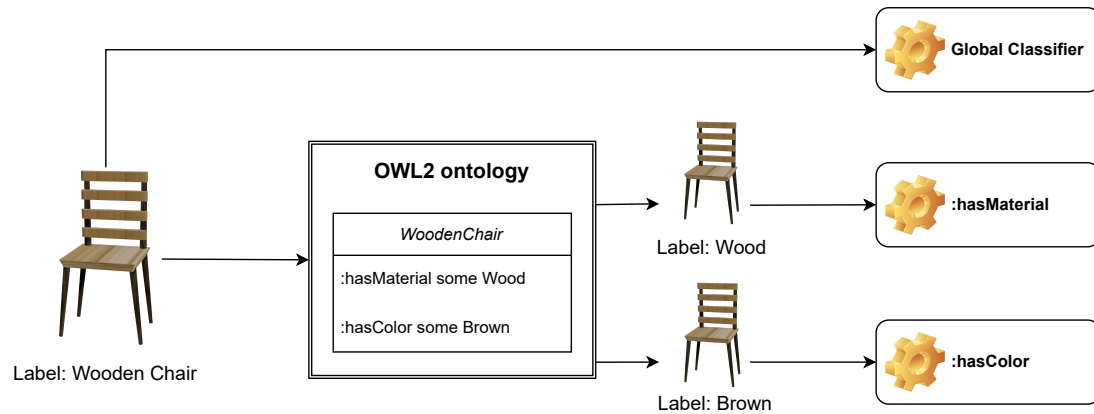 Global Classifier
OWL2 ontology
WoodenChair
:hasMaterial some Wood
:hasColor some Brown
Label: Wooden Chair
Label: Wood
:hasMaterial
Label: Brown
:hasColor